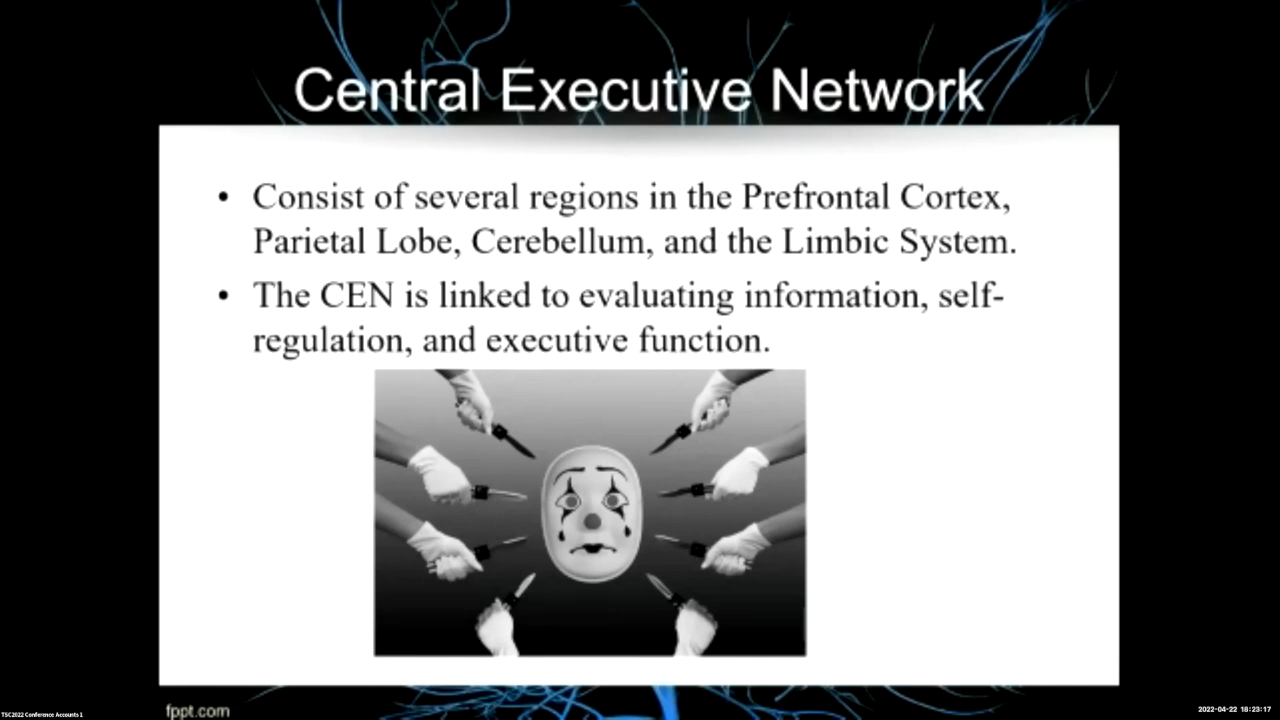 Central Executive Network
• Consist of several regions in the Prefrontal Cortex,
Parietal Lobe, Cerebellum, and the Limbic System.
• The CEN is linked to evaluating information, self-
regulation, and executive function.
fppt.com
TSC2022 Conference Accounts 1
2022-04-22 18:23:17